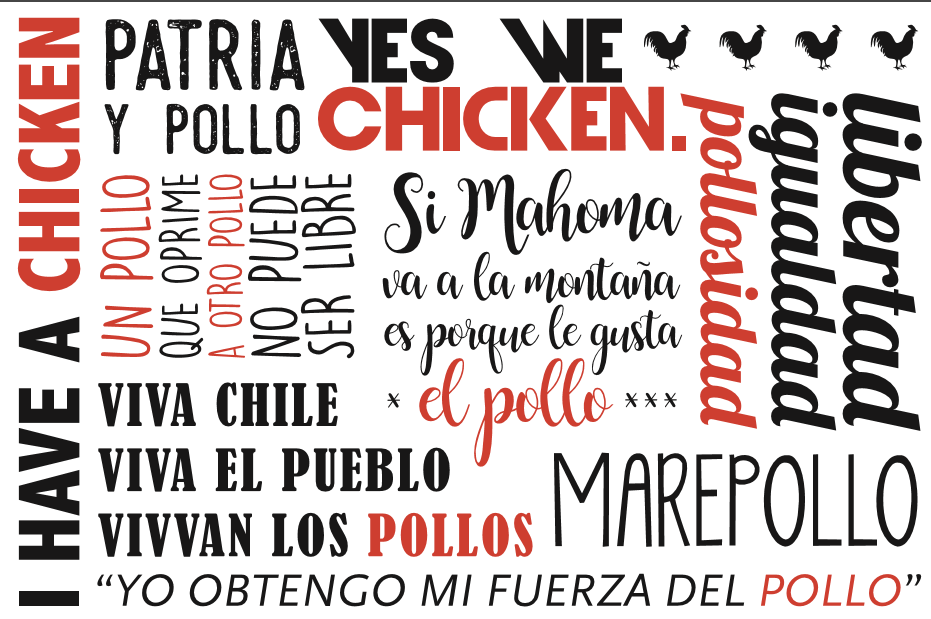 I HAVE A CHICKEN
PATRIA
Y POLLO
YES WE
CHICKEN.
UN POLLO
QUE OPRIME
A OTRO POLLO
NO PUEDE
SER LIBRE
Si Mahoma
va a la montaña
es porque le gusta
* el pollo ***
libertad
igualdad
pollosidad
VIVA CHILE
VIVA EL PUEBLO
VIVVAN LOS POLLOS
MAREPOLLO
“YO OBTENGO MI FUERZA DEL POLLO”